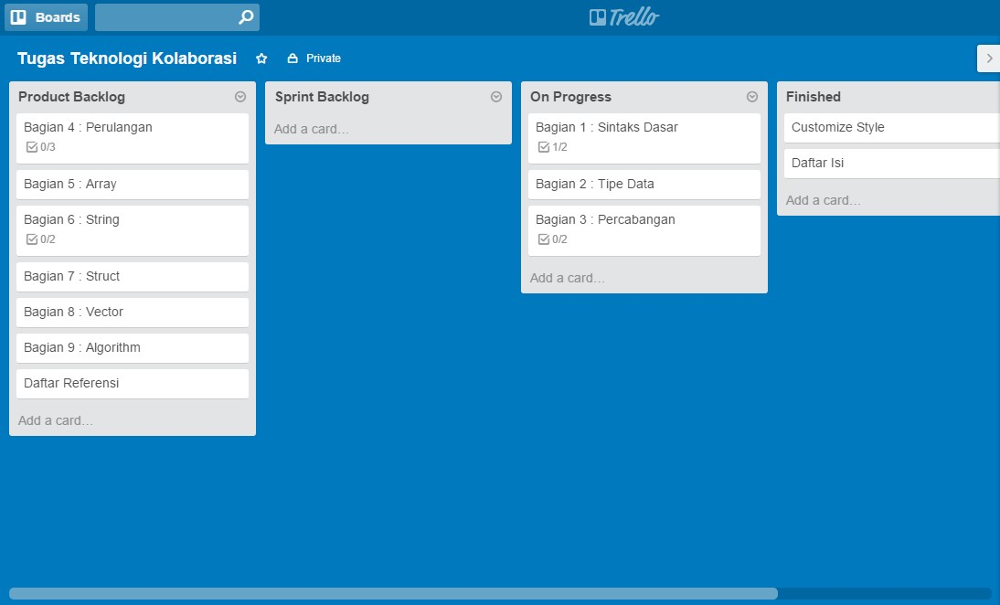 Boards
Trello
Tugas Teknologi Kolaborasi
Private
Product Backlog
Bagian 4 : Perulangan
0/3
Bagian 5 : Array
Bagian 6 : String
0/2
Bagian 7 : Struct
Bagian 8 : Vector
Bagian 9 : Algorithm
Daftar Referensi
Add a card...
Sprint Backlog
Add a card...
On Progress
Bagian 1 : Sintaks Dasar
1/2
Bagian 2 : Tipe Data
Bagian 3 : Percabangan
0/2
Add a card...
Finished
Customize Style
Daftar Isi
Add a card...